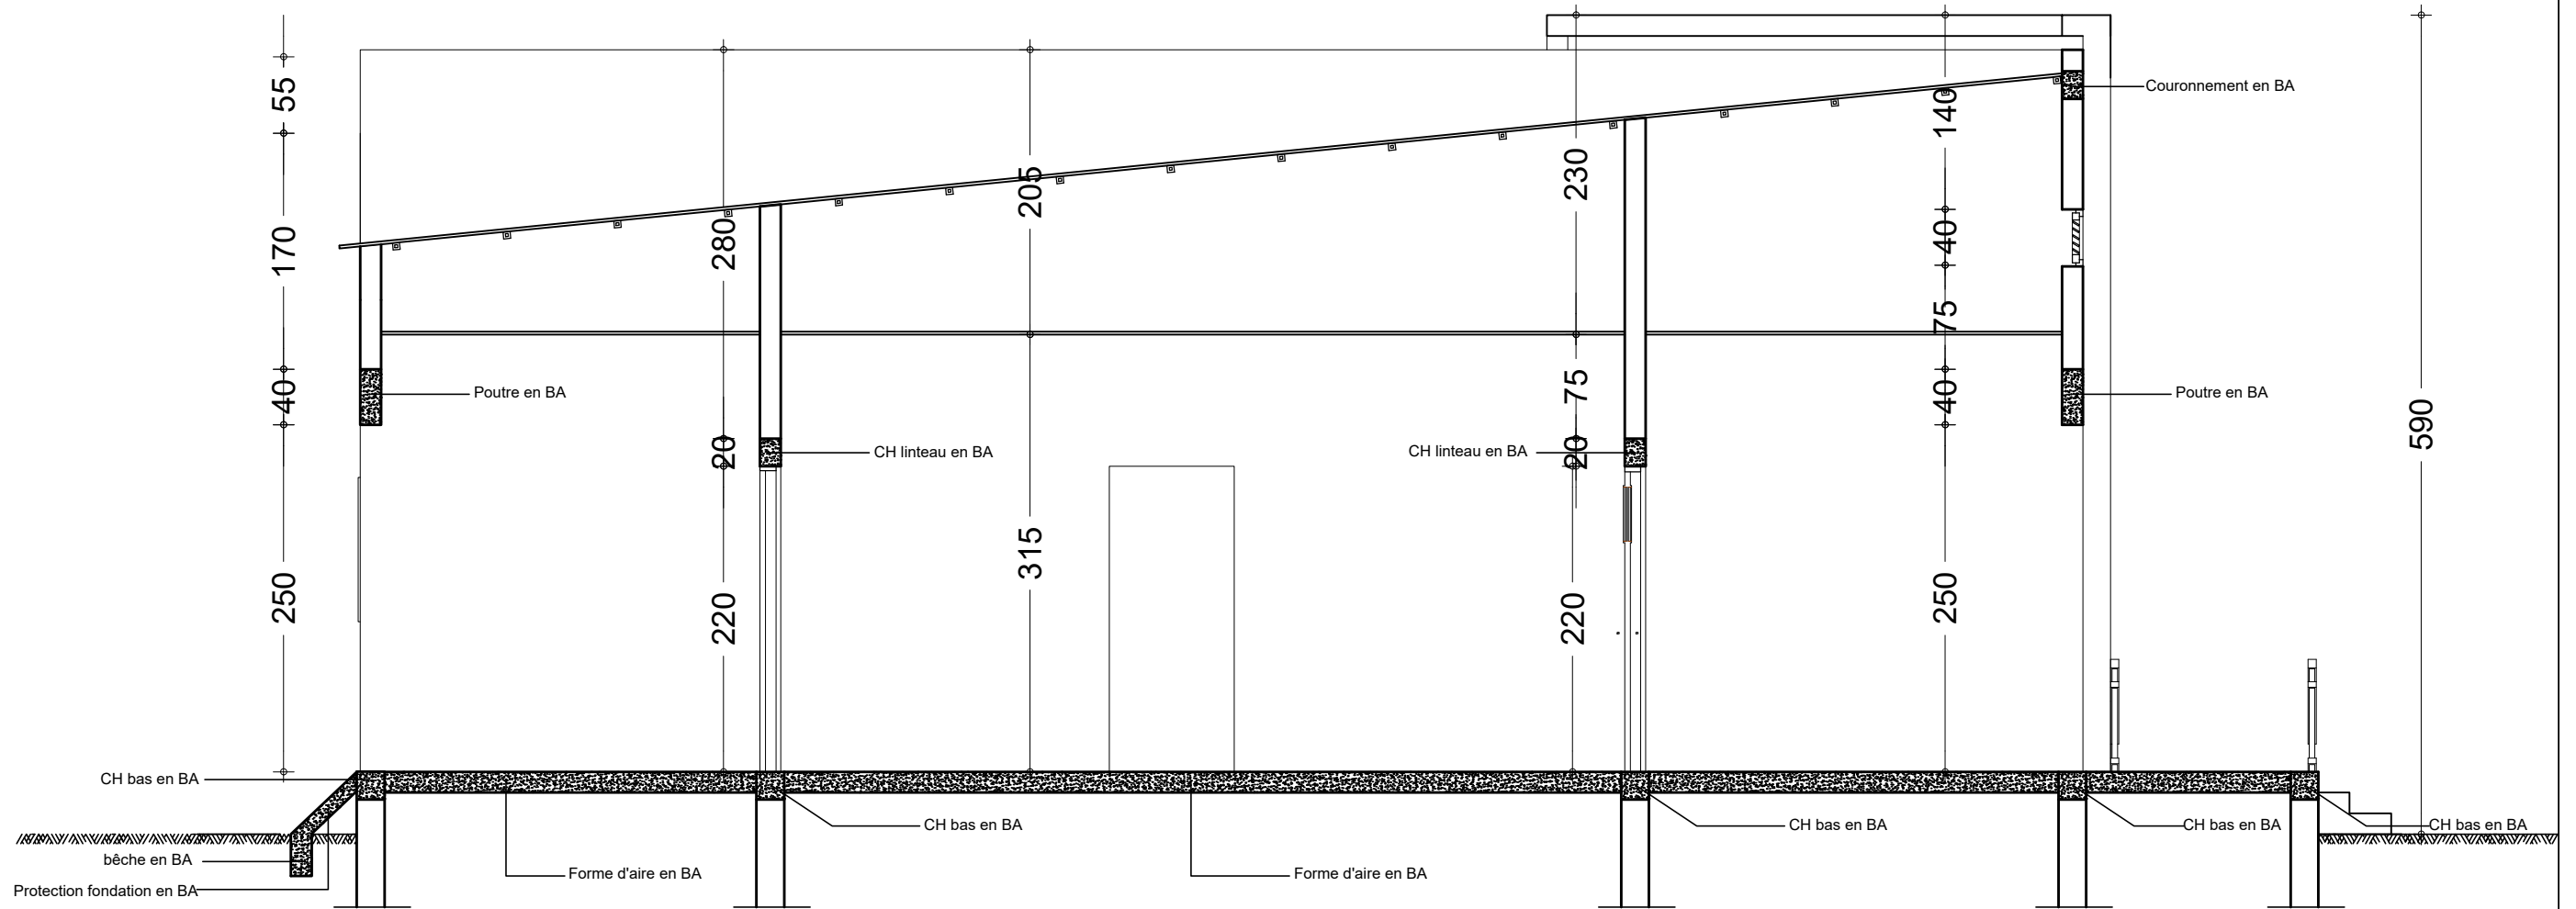 55
170
40
250
280
20
220
205
315
230
75
20
220
140
40
75
40
250
590
Couronnement en BA
Poutre en BA
Poutre en BA
CH linteau en BA
CH linteau en BA
CH bas en BA
CH bas en BA
CH bas en BA
CH bas en BA
CH bas en BA
bêche en BA
Protection fondation en BA
Forme d'aire en BA
Forme d'aire en BA